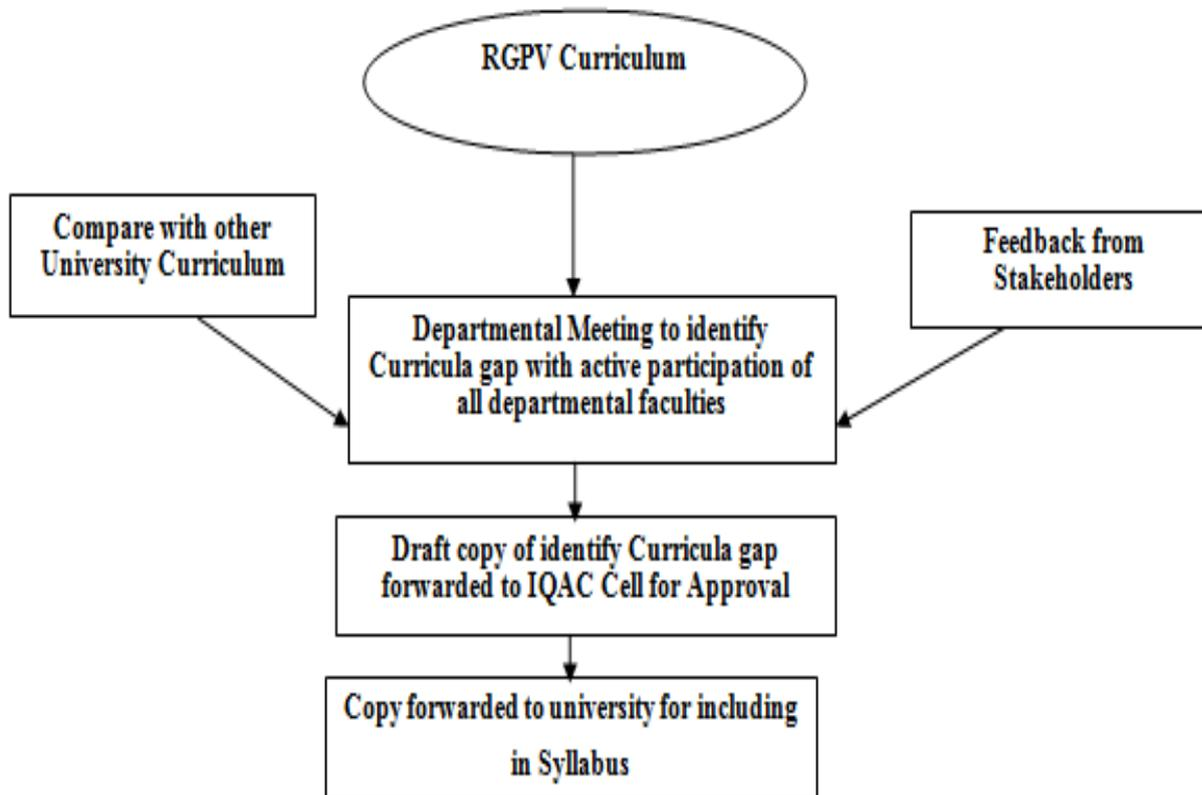 RGPV Curriculum
Compare with other
University Curriculum
Feedback from
Stakeholders
Departmental Meeting to identify
Curricula gap with active participation of
all departmental faculties
Draft copy of identify Curricula gap
forwarded to IQAC Cell for Approval
Copy forwarded to university for including
in Syllabus